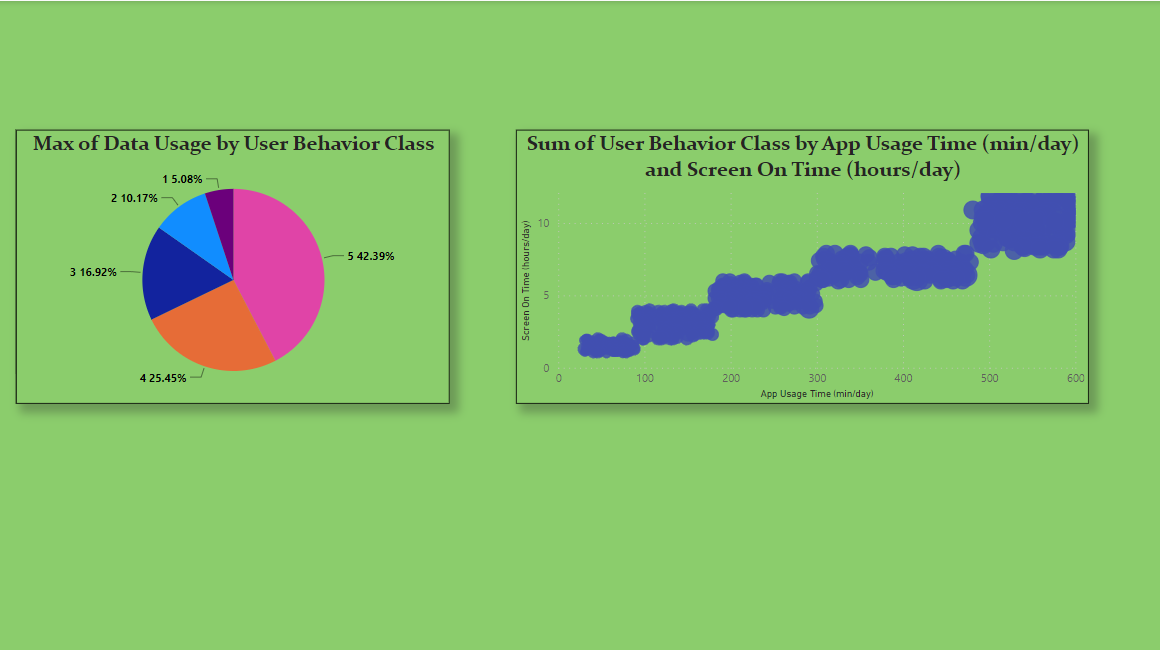 Max of Data Usage by User Behavior Class
1 5.08%
2 10.17%
3 16.92%
5 42.39%
4 25.45%
Sum of User Behavior Class by App Usage Time (min/day)
and Screen On Time (hours/day)
Screen On Time (hours/day)
10
5
0
0 100 200 300 400 500 600
App Usage Time (min/day)